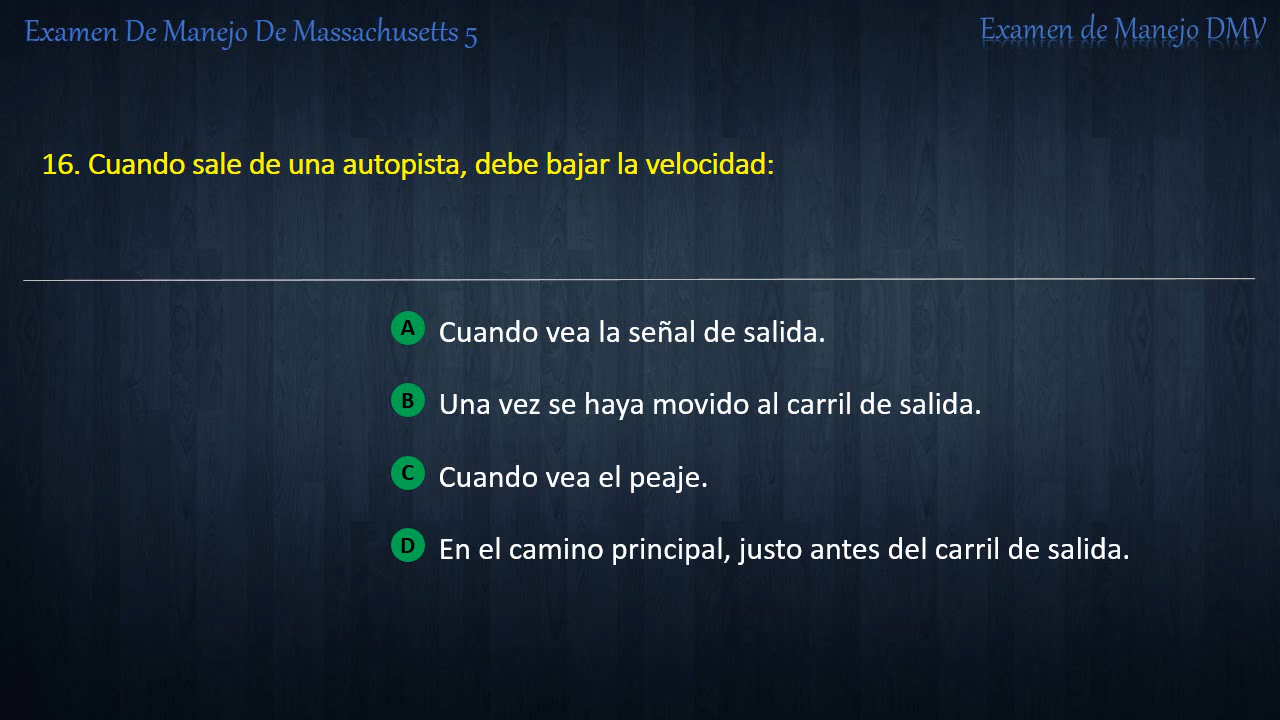 Examen De Manejo De Massachusetts 5
Examen de Manejo DMV
16. Cuando sale de una autopista, debe bajar la velocidad:
A Cuando vea la señal de salida.
B Una vez se haya movido al carril de salida.
C Cuando vea el peaje.
D En el camino principal, justo antes del carril de salida.